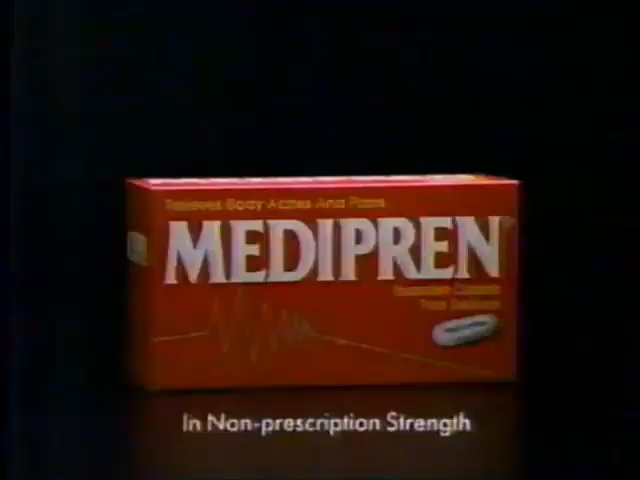 Relieves Body Aches And Pains
MEDIPREN
In Non-prescription Strength